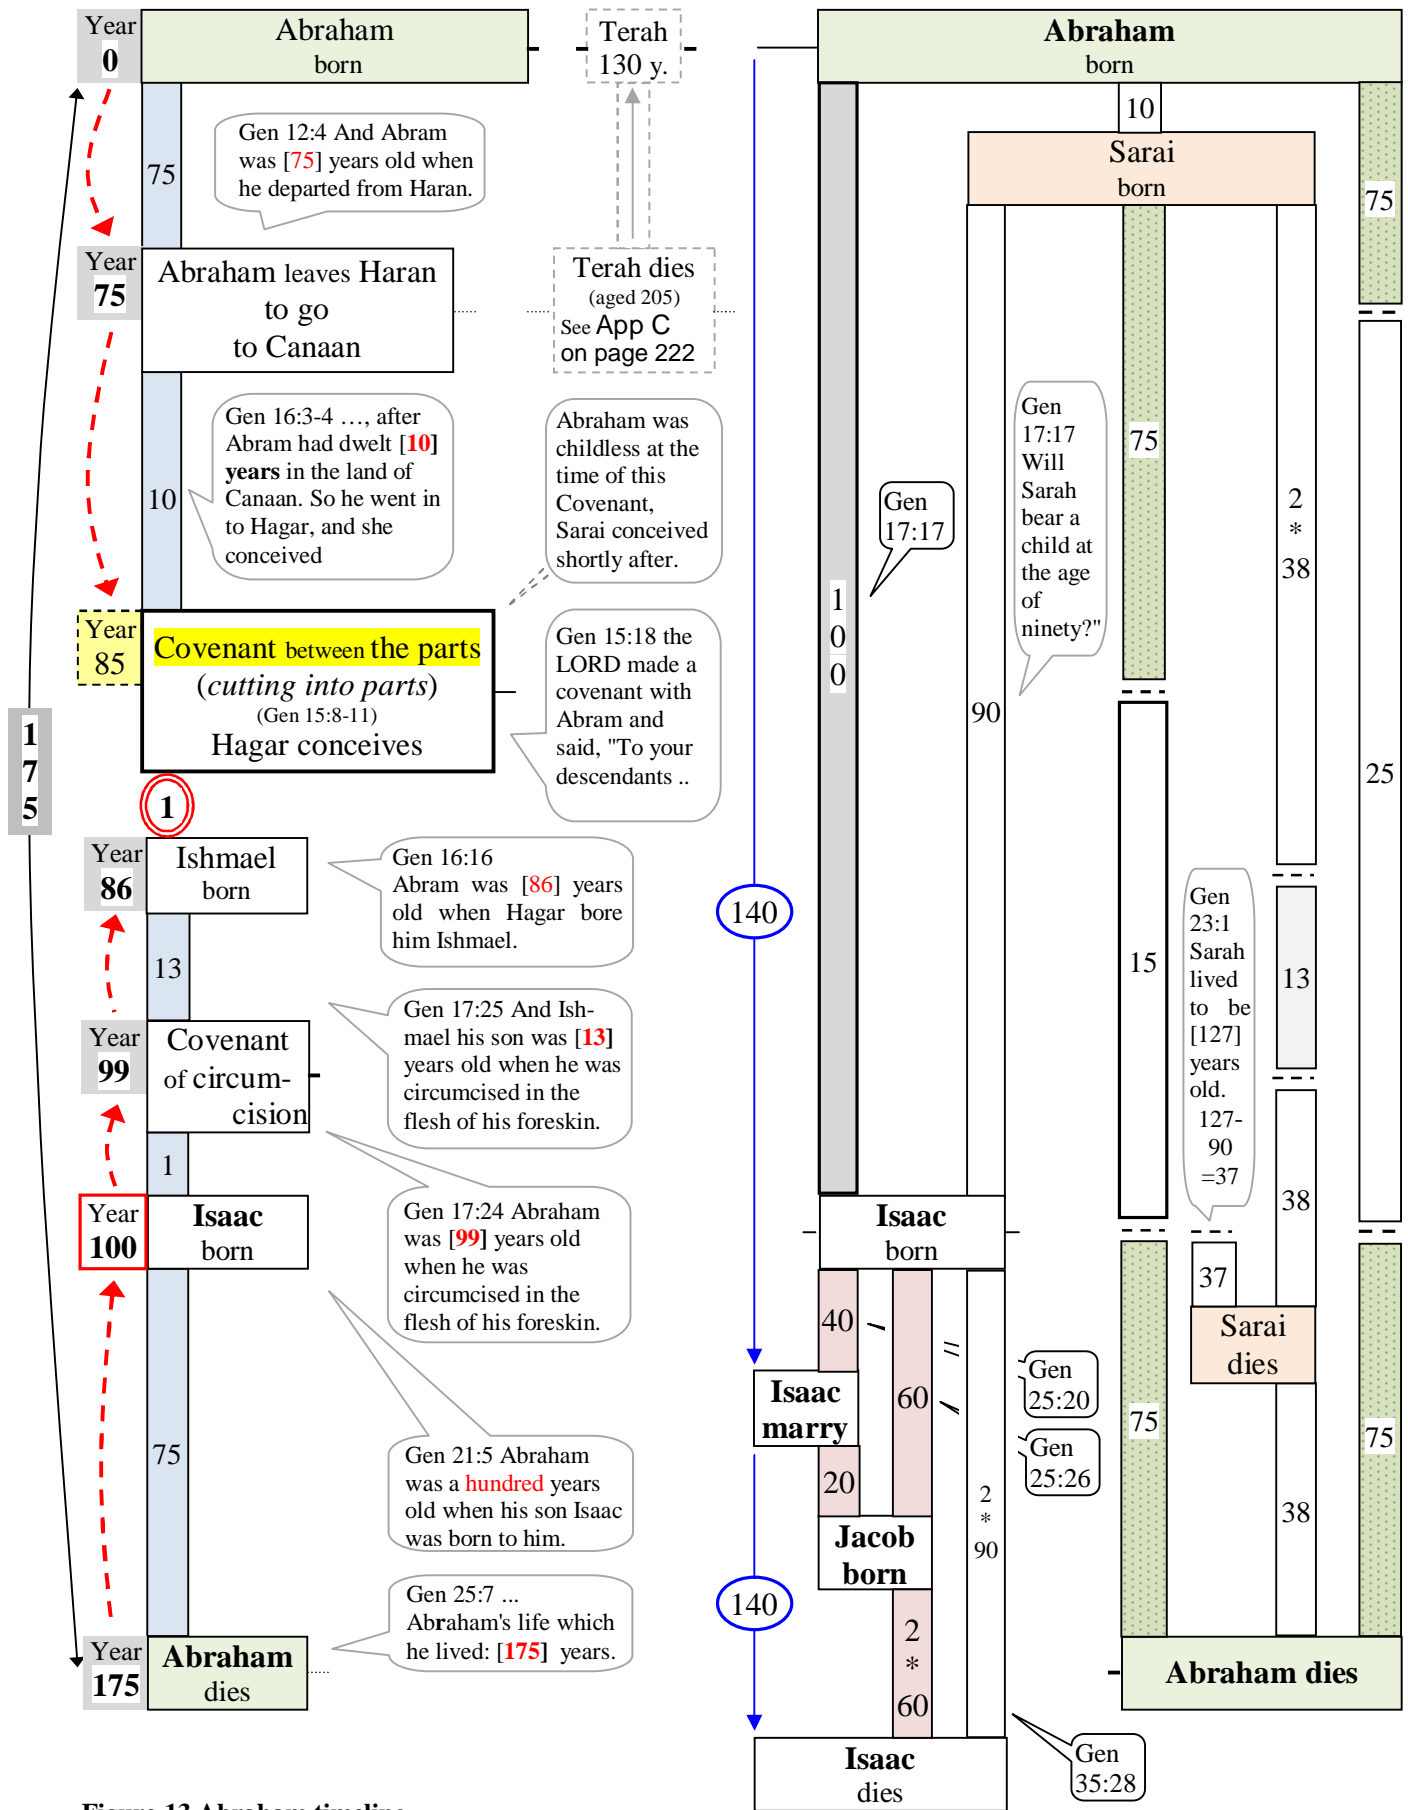 Year
0
Abraham
born
Terah
130 y.
75
Gen 12:4 And Abram
was [75] years old when
he departed from Haran.
Year
75
Abraham leaves Haran
to go
to Canaan
Terah dies
(aged 205)
See App C
on page 222
10
Gen 16:3-4 …, after
Abram had dwelt [10]
years in the land of
Canaan. So he went in
to Hagar, and she
conceived
Abraham was
childless at the
time of this
Covenant,
Sarai conceived
shortly after.
Year
85
Covenant between the parts
(cutting into parts)
(Gen 15:8-11)
Hagar conceives
Gen 15:18 the
LORD made a
covenant with
Abram and
said, "To your
descendants ..
1
7
5
1
Year
86
Ishmael
born
Gen 16:16
Abram was [86] years
old when Hagar bore
him Ishmael.
13
Year
99
Covenant
of circum-
cision
Gen 17:25 And Ish-
mael his son was [13]
years old when he was
circumcised in the
flesh of his foreskin.
1
Year
100
Isaac
born
Gen 17:24 Abraham
was [99] years old
when he was
circumcised in the
flesh of his foreskin.
75
Gen 21:5 Abraham
was a hundred years
old when his son Isaac
was born to him.
Gen 25:7 ...
Abraham's life which
he lived: [175] years.
Year
175
Abraham
dies
Figure 13 Abraham timeline
Abraham
born
10
Sarai
born
75
Gen
17:17
1
0
0
Gen
17:17
Will
Sarah
bear a
child at
the age
of
ninety?"
90
75
2
*
38
25
140
15
Gen
23:1
Sarah
lived
to be
[127]
years
old.
127-
90
=37
13
38
Isaac
born
37
Sarai
dies
40
60
Gen
25:20
Isaac
marry
Gen
25:26
75
75
20
2
*
90
38
Jacob
born
140
2
*
60
Abraham dies
Gen
35:28
Isaac
dies